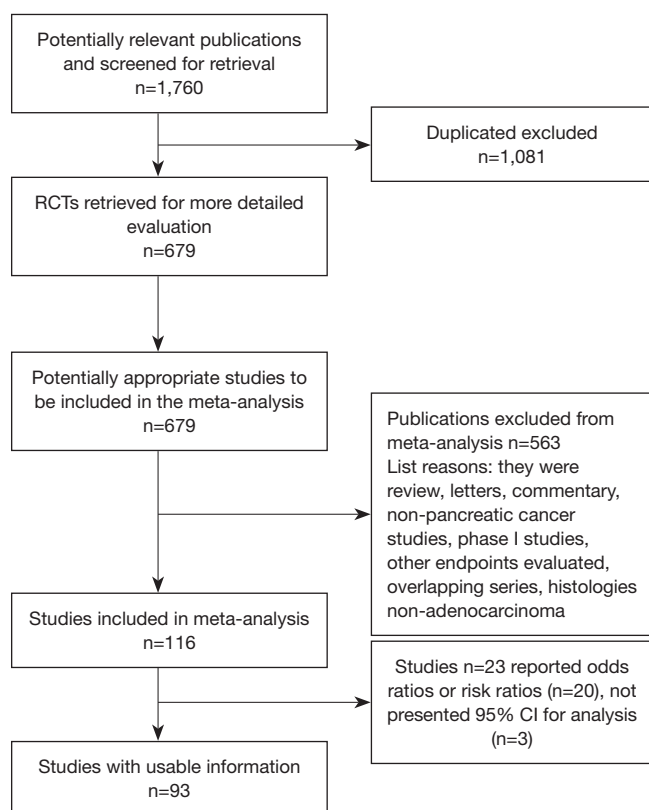 Potentially relevant publications
and screened for retrieval
n=1,760
Duplicated excluded
n=1,081
RCTs retrieved for more detailed
evaluation
n=679
Potentially appropriate studies to
be included in the meta-analysis
n=679
Publications excluded from
meta-analysis n=563
List reasons: they were
review, letters, commentary,
non-pancreatic cancer
studies, phase I studies,
other endpoints evaluated,
overlapping series, histologies
non-adenocarcinoma
Studies included in meta-analysis
n=116
Studies n=23 reported odds
ratios or risk ratios (n=20), not
presented 95% CI for analysis
(n=3)
Studies with usable information
n=93